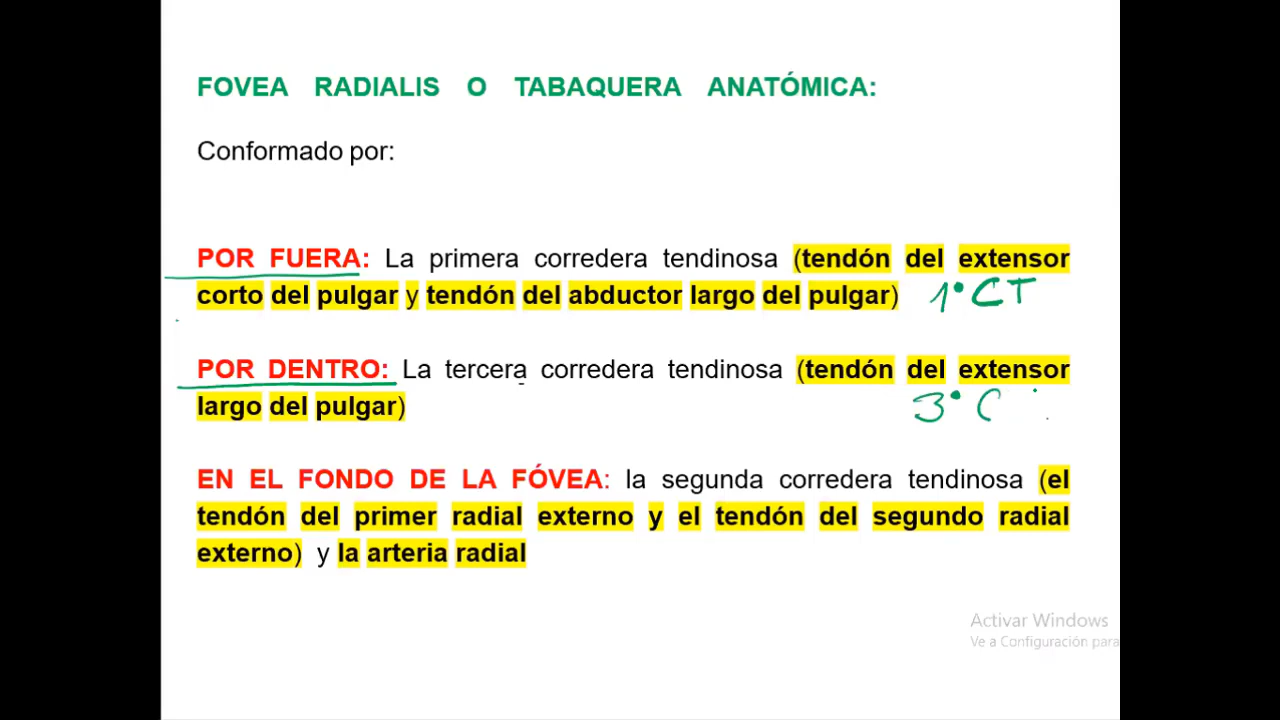 FOVEA RADIALIS O TABAQUERA ANATÓMICA:
Conformado por:
POR FUERA: La primera corredera tendinosa (tendón del extensor
corto del pulgar y tendón del abductor largo del pulgar) 1° CT
POR DENTRO: La tercera corredera tendinosa (tendón del extensor
largo del pulgar) 3° C
EN EL FONDO DE LA FÓVEA: la segunda corredera tendinosa (el
tendón del primer radial externo y el tendón del segundo radial
externo) y la arteria radial
Activar Windows
Ve a Configuración para